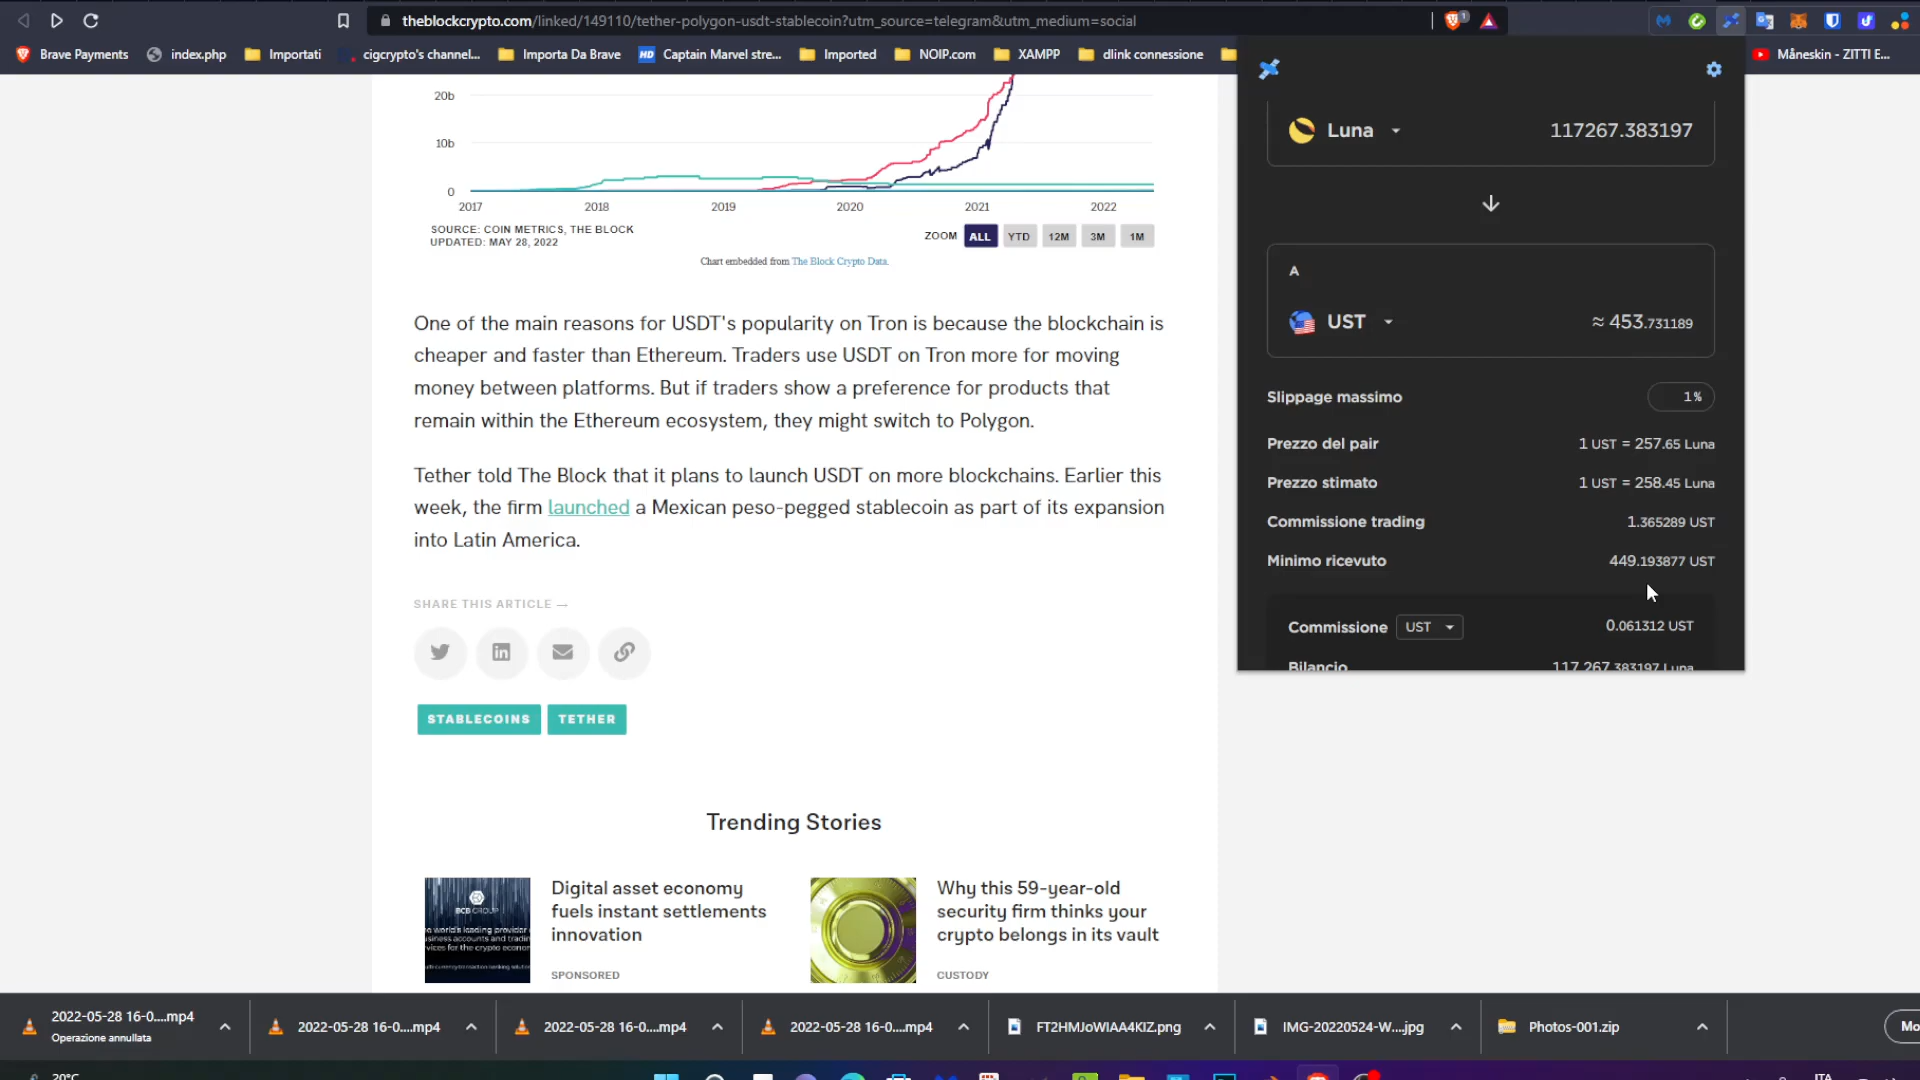 theblockcrypto.com/linked/149110/tether-polygon-usdt-stablecoin?utm_source=telegram&utm_medium=social
1
Brave Payments
index.php
Importati
cigcrypto's channel...
Importa Da Brave
HD
Captain Marvel stre...
Imported
NOIP.com
XAMPP
dlink connessione
Måneskin - ZITTI E...
20b
10b
0
2017 2018 2019 2020 2021 2022
SOURCE: COIN METRICS, THE BLOCK
UPDATED: MAY 28, 2022
ZOOM ALL YTD 12M 3M 1M
Chart embedded from The Block Crypto Data.
One of the main reasons for USDT's popularity on Tron is because the blockchain is
cheaper and faster than Ethereum. Traders use USDT on Tron more for moving
money between platforms. But if traders show a preference for products that
remain within the Ethereum ecosystem, they might switch to Polygon.
Tether told The Block that it plans to launch USDT on more blockchains. Earlier this
week, the firm launched a Mexican peso-pegged stablecoin as part of its expansion
into Latin America.
SHARE THIS ARTICLE →
STABLECOINS TETHER
Trending Stories
BCB GROUP
Digital asset economy
fuels instant settlements
innovation
SPONSORED
Why this 59-year-old
security firm thinks your
crypto belongs in its vault
CUSTODY
Luna 117267.383197
A
UST ≈ 453.731189
Slippage massimo 1%
Prezzo del pair 1 UST = 257.65 Luna
Prezzo stimato 1 UST = 258.45 Luna
Commissione trading 1.365289 UST
Minimo ricevuto 449.193877 UST
Commissione UST 0.061312 UST
Bilancio 117,267.383197 Luna
2022-05-28 16-0....mp4
Operazione annullata
2022-05-28 16-0....mp4
2022-05-28 16-0....mp4
2022-05-28 16-0....mp4
FT2HMJoWIAA4KIZ.png
IMG-20220524-W....jpg
Photos-001.zip
Mo
20°C
ITA